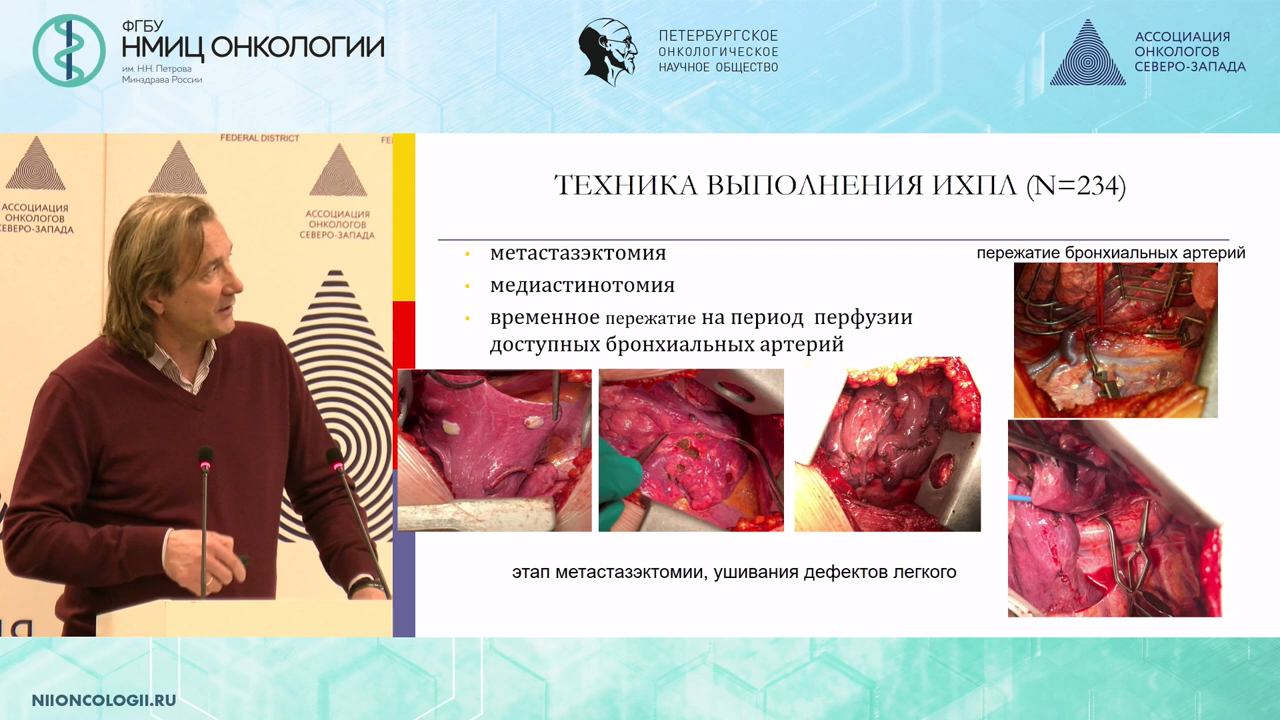 ФГБУ
НМИЦ ОНКОЛОГИИ
им. Н.Н. Петрова
Минздрава России
ПЕТЕРБУРГСКОЕ
ОНКОЛОГИЧЕСКОЕ
НАУЧНОЕ ОБЩЕСТВО
АССОЦИАЦИЯ
ОНКОЛОГОВ
СЕВЕРО-ЗАПАДА
FEDERAL DISTRICT
АССОЦИАЦИЯ
ОНКОЛОГОВ
СЕВЕРО-ЗАПАДА
АССОЦИАЦИЯ
ОНКОЛОГОВ
СЕВЕРО-ЗАПАДА
ТЕХНИКА ВЫПОЛНЕНИЯ ИХПЛ (N=234)
• метастазэктомия
• медиастинотомия
• временное пережатие на период перфузии
доступных бронхиальных артерий
пережатие бронхиальных артерий
этап метастазэктомии, ушивания дефектов легкого
NIIONCOLOGII.RU